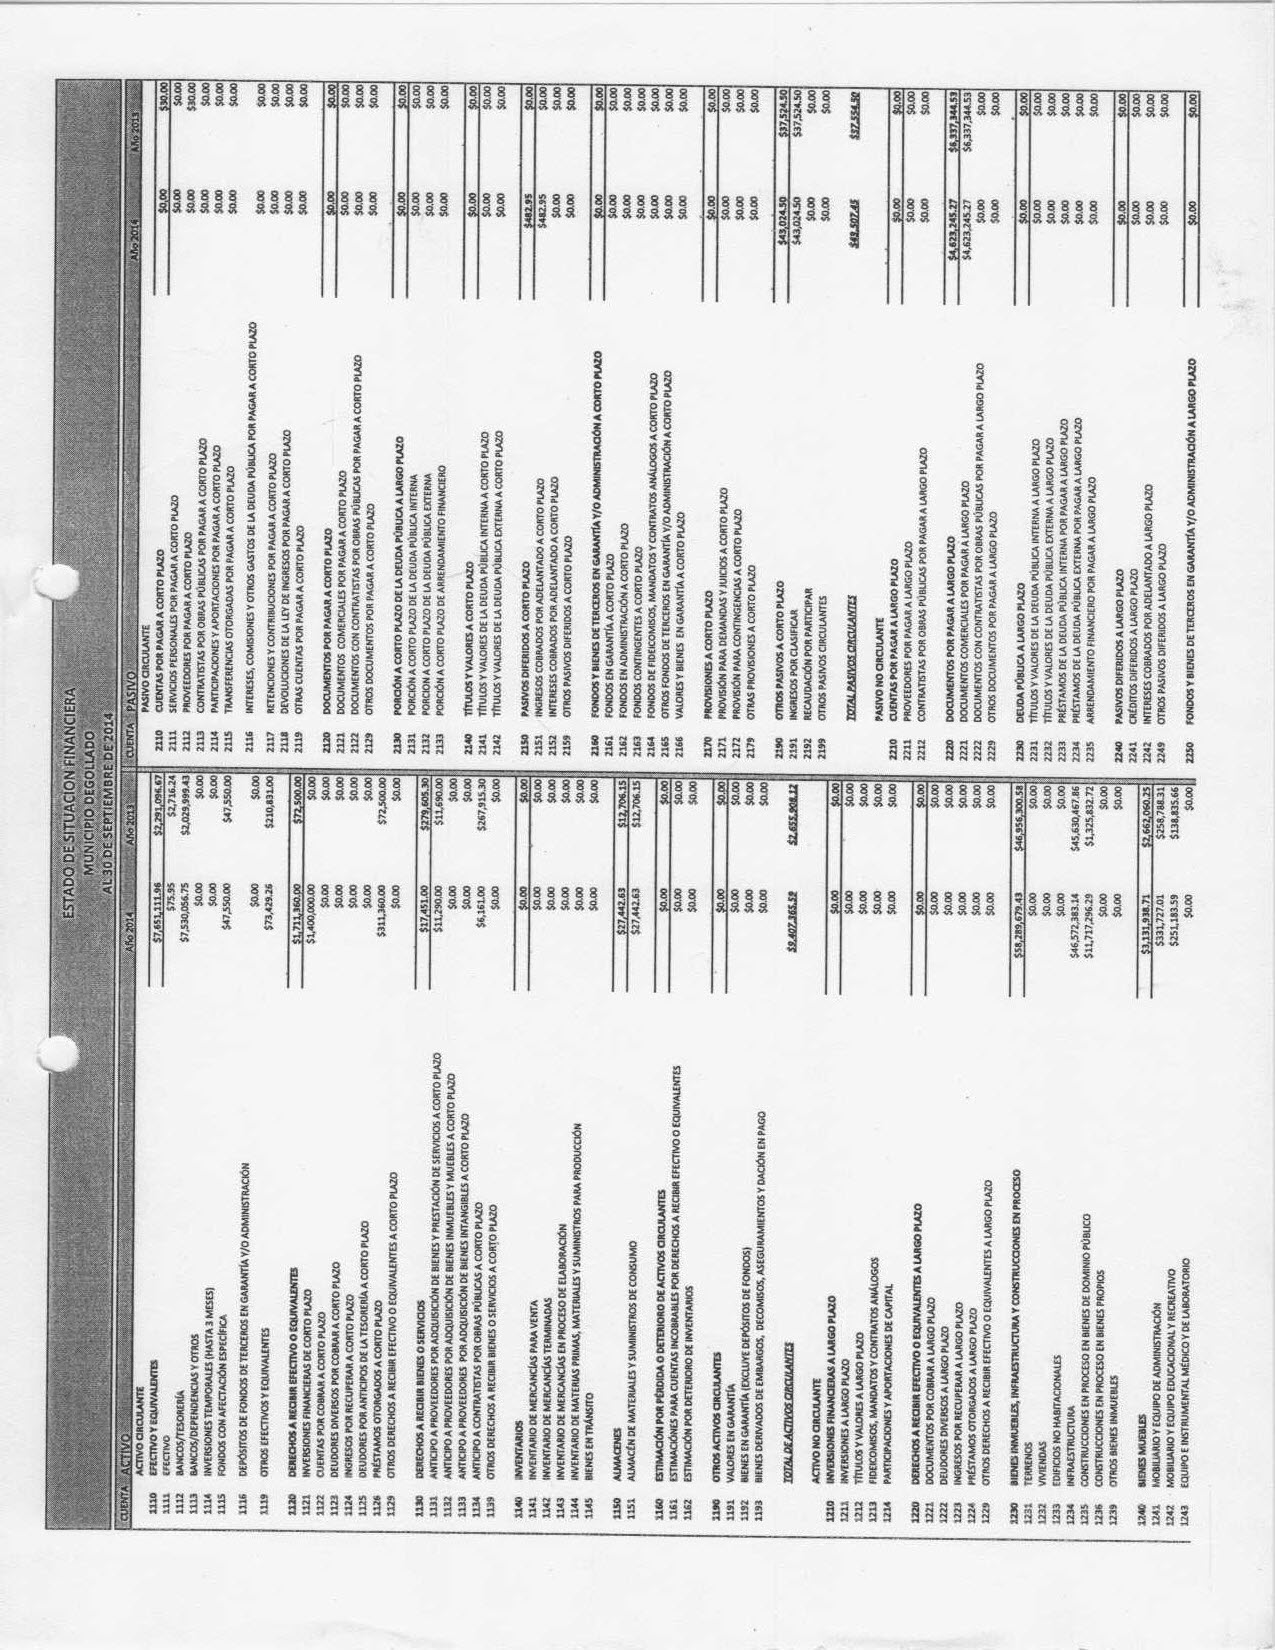 ESTADO DE SITUACION FINANCIERA
MUNICIPIO DEGOLLADO
AL 30 DE SEPTIEMBRE DE 2014
CUENTA ACTIVO Año 2014 Año 2013
ACTIVO CIRCULANTE
1110 EFECTIVO Y EQUIVALENTES $7,651,111.96 $2,291,096.67
1111 EFECTIVO $75.95 $2,716.24
1112 BANCOS/TESORERÍA $7,530,056.75 $2,029,999.43
1113 BANCOS/DEPENDENCIAS Y OTROS $0.00 $0.00
1114 INVERSIONES TEMPORALES (HASTA 3 MESES) $0.00 $0.00
1115 FONDOS CON AFECTACIÓN ESPECÍFICA $47,550.00 $47,550.00
1116 DEPÓSITOS DE FONDOS DE TERCEROS EN GARANTÍA Y/O ADMINISTRACIÓN $0.00 $0.00
1119 OTROS EFECTIVOS Y EQUIVALENTES $73,429.26 $210,831.00
1120 DERECHOS A RECIBIR EFECTIVO O EQUIVALENTES $1,711,360.00 $72,500.00
1121 INVERSIONES FINANCIERAS DE CORTO PLAZO $1,400,000.00 $0.00
1122 CUENTAS POR COBRAR A CORTO PLAZO $0.00 $0.00
1123 DEUDORES DIVERSOS POR COBRAR A CORTO PLAZO $0.00 $0.00
1124 INGRESOS POR RECUPERAR A CORTO PLAZO $0.00 $0.00
1125 DEUDORES POR ANTICIPOS DE LA TESORERÍA A CORTO PLAZO $0.00 $0.00
1126 PRÉSTAMOS OTORGADOS A CORTO PLAZO $311,360.00 $72,500.00
1129 OTROS DERECHOS A RECIBIR EFECTIVO O EQUIVALENTES A CORTO PLAZO $0.00 $0.00
1130 DERECHOS A RECIBIR BIENES O SERVICIOS $17,451.00 $279,605.30
1131 ANTICIPO A PROVEEDORES POR ADQUISICIÓN DE BIENES Y PRESTACIÓN DE SERVICIOS A CORTO PLAZO $11,290.00 $11,690.00
1132 ANTICIPO A PROVEEDORES POR ADQUISICIÓN DE BIENES INMUEBLES Y MUEBLES A CORTO PLAZO $0.00 $0.00
1133 ANTICIPO A PROVEEDORES POR ADQUISICIÓN DE BIENES INTANGIBLES A CORTO PLAZO $0.00 $0.00
1134 ANTICIPO A CONTRATISTAS POR OBRAS PÚBLICAS A CORTO PLAZO $6,161.00 $267,915.30
1139 OTROS DERECHOS A RECIBIR BIENES O SERVICIOS A CORTO PLAZO $0.00 $0.00
1140 INVENTARIOS $0.00 $0.00
1141 INVENTARIO DE MERCANCÍAS PARA VENTA $0.00 $0.00
1142 INVENTARIO DE MERCANCÍAS TERMINADAS $0.00 $0.00
1143 INVENTARIO DE MERCANCÍAS EN PROCESO DE ELABORACIÓN $0.00 $0.00
1144 INVENTARIO DE MATERIAS PRIMAS, MATERIALES Y SUMINISTROS PARA PRODUCCIÓN $0.00 $0.00
1145 BIENES EN TRÁNSITO $0.00 $0.00
1150 ALMACENES $27,442.63 $12,706.15
1151 ALMACÉN DE MATERIALES Y SUMINISTROS DE CONSUMO $27,442.63 $12,706.15
1160 ESTIMACIÓN POR PÉRDIDA O DETERIORO DE ACTIVOS CIRCULANTES $0.00 $0.00
1161 ESTIMACIONES PARA CUENTAS INCOBRABLES POR DERECHOS A RECIBIR EFECTIVO O EQUIVALENTES $0.00 $0.00
1162 ESTIMACIÓN POR DETERIORO DE INVENTARIOS $0.00 $0.00
1190 OTROS ACTIVOS CIRCULANTES $0.00 $0.00
1191 VALORES EN GARANTÍA $0.00 $0.00
1192 BIENES EN GARANTÍA (EXCLUYE DEPÓSITOS DE FONDOS) $0.00 $0.00
1193 BIENES DERIVADOS DE EMBARGOS, DECOMISOS, ASEGURAMIENTOS Y DACIÓN EN PAGO $0.00 $0.00
TOTAL DE ACTIVOS CIRCULANTES $9,407,365.59 $2,655,908.12
ACTIVO NO CIRCULANTE
1210 INVERSIONES FINANCIERAS A LARGO PLAZO $0.00 $0.00
1211 INVERSIONES A LARGO PLAZO $0.00 $0.00
1212 TÍTULOS Y VALORES A LARGO PLAZO $0.00 $0.00
1213 FIDEICOMISOS, MANDATOS Y CONTRATOS ANÁLOGOS $0.00 $0.00
1214 PARTICIPACIONES Y APORTACIONES DE CAPITAL $0.00 $0.00
1220 DERECHOS A RECIBIR EFECTIVO O EQUIVALENTES A LARGO PLAZO $0.00 $0.00
1221 DOCUMENTOS POR COBRAR A LARGO PLAZO $0.00 $0.00
1222 DEUDORES DIVERSOS A LARGO PLAZO $0.00 $0.00
1223 INGRESOS POR RECUPERAR A LARGO PLAZO $0.00 $0.00
1224 PRÉSTAMOS OTORGADOS A LARGO PLAZO $0.00 $0.00
1229 OTROS DERECHOS A RECIBIR EFECTIVO O EQUIVALENTES A LARGO PLAZO $0.00 $0.00
1230 BIENES INMUEBLES, INFRAESTRUCTURA Y CONSTRUCCIONES EN PROCESO $58,289,679.43 $46,956,300.58
1231 TERRENOS $0.00 $0.00
1232 VIVIENDAS $0.00 $0.00
1233 EDIFICIOS NO HABITACIONALES $0.00 $0.00
1234 INFRAESTRUCTURA $46,572,383.14 $45,630,467.86
1235 CONSTRUCCIONES EN PROCESO EN BIENES DE DOMINIO PÚBLICO $11,717,296.29 $1,325,832.72
1236 CONSTRUCCIONES EN PROCESO EN BIENES PROPIOS $0.00 $0.00
1239 OTROS BIENES INMUEBLES $0.00 $0.00
1240 BIENES MUEBLES $3,131,938.71 $2,662,060.25
1241 MOBILIARIO Y EQUIPO DE ADMINISTRACIÓN $331,727.01 $258,788.31
1242 MOBILIARIO Y EQUIPO EDUCACIONAL Y RECREATIVO $251,183.59 $138,835.66
1243 EQUIPO E INSTRUMENTAL MÉDICO Y DE LABORATORIO $0.00 $0.00
CUENTA PASIVO Año 2014 Año 2013
PASIVO CIRCULANTE
2110 CUENTAS POR PAGAR A CORTO PLAZO $0.00 $30.00
2111 SERVICIOS PERSONALES POR PAGAR A CORTO PLAZO $0.00 $0.00
2112 PROVEEDORES POR PAGAR A CORTO PLAZO $0.00 $30.00
2113 CONTRATISTAS POR OBRAS PÚBLICAS POR PAGAR A CORTO PLAZO $0.00 $0.00
2114 PARTICIPACIONES Y APORTACIONES POR PAGAR A CORTO PLAZO $0.00 $0.00
2115 TRANSFERENCIAS OTORGADAS POR PAGAR A CORTO PLAZO $0.00 $0.00
2116 INTERESES, COMISIONES Y OTROS GASTOS DE LA DEUDA PÚBLICA POR PAGAR A CORTO PLAZO $0.00 $0.00
2117 RETENCIONES Y CONTRIBUCIONES POR PAGAR A CORTO PLAZO $0.00 $0.00
2118 DEVOLUCIONES DE LA LEY DE INGRESOS POR PAGAR A CORTO PLAZO $0.00 $0.00
2119 OTRAS CUENTAS POR PAGAR A CORTO PLAZO $0.00 $0.00
2120 DOCUMENTOS POR PAGAR A CORTO PLAZO $0.00 $0.00
2121 DOCUMENTOS COMERCIALES POR PAGAR A CORTO PLAZO $0.00 $0.00
2122 DOCUMENTOS CON CONTRATISTAS POR OBRAS PÚBLICAS POR PAGAR A CORTO PLAZO $0.00 $0.00
2129 OTROS DOCUMENTOS POR PAGAR A CORTO PLAZO $0.00 $0.00
2130 PORCIÓN A CORTO PLAZO DE LA DEUDA PÚBLICA A LARGO PLAZO $0.00 $0.00
2131 PORCIÓN A CORTO PLAZO DE LA DEUDA PÚBLICA INTERNA $0.00 $0.00
2132 PORCIÓN A CORTO PLAZO DE LA DEUDA PÚBLICA EXTERNA $0.00 $0.00
2133 PORCIÓN A CORTO PLAZO DE ARRENDAMIENTO FINANCIERO $0.00 $0.00
2140 TÍTULOS Y VALORES A CORTO PLAZO $0.00 $0.00
2141 TÍTULOS Y VALORES DE LA DEUDA PÚBLICA INTERNA A CORTO PLAZO $0.00 $0.00
2142 TÍTULOS Y VALORES DE LA DEUDA PÚBLICA EXTERNA A CORTO PLAZO $0.00 $0.00
2150 PASIVOS DIFERIDOS A CORTO PLAZO $482.95 $0.00
2151 INGRESOS COBRADOS POR ADELANTADO A CORTO PLAZO $482.95 $0.00
2152 INTERESES COBRADOS POR ADELANTADO A CORTO PLAZO $0.00 $0.00
2159 OTROS PASIVOS DIFERIDOS A CORTO PLAZO $0.00 $0.00
2160 FONDOS Y BIENES DE TERCEROS EN GARANTÍA Y/O ADMINISTRACIÓN A CORTO PLAZO $0.00 $0.00
2161 FONDOS EN GARANTÍA A CORTO PLAZO $0.00 $0.00
2162 FONDOS EN ADMINISTRACIÓN A CORTO PLAZO $0.00 $0.00
2163 FONDOS CONTINGENTES A CORTO PLAZO $0.00 $0.00
2164 FONDOS DE FIDEICOMISOS, MANDATOS Y CONTRATOS ANÁLOGOS A CORTO PLAZO $0.00 $0.00
2165 OTROS FONDOS DE TERCEROS EN GARANTÍA Y/O ADMINISTRACIÓN A CORTO PLAZO $0.00 $0.00
2166 VALORES Y BIENES EN GARANTÍA A CORTO PLAZO $0.00 $0.00
2170 PROVISIONES A CORTO PLAZO $0.00 $0.00
2171 PROVISIÓN PARA DEMANDAS Y JUICIOS A CORTO PLAZO $0.00 $0.00
2172 PROVISIÓN PARA CONTINGENCIAS A CORTO PLAZO $0.00 $0.00
2179 OTRAS PROVISIONES A CORTO PLAZO $0.00 $0.00
2190 OTROS PASIVOS A CORTO PLAZO $43,024.50 $37,524.50
2191 INGRESOS POR CLASIFICAR $43,024.50 $37,524.50
2192 RECAUDACIÓN POR PARTICIPAR $0.00 $0.00
2199 OTROS PASIVOS CIRCULANTES $0.00 $0.00
TOTAL PASIVOS CIRCULANTES $43,507.45 $37,554.50
PASIVO NO CIRCULANTE
2210 CUENTAS POR PAGAR A LARGO PLAZO $0.00 $0.00
2211 PROVEEDORES POR PAGAR A LARGO PLAZO $0.00 $0.00
2212 CONTRATISTAS POR OBRAS PÚBLICAS POR PAGAR A LARGO PLAZO $0.00 $0.00
2220 DOCUMENTOS POR PAGAR A LARGO PLAZO $4,623,245.27 $6,337,344.53
2221 DOCUMENTOS COMERCIALES POR PAGAR A LARGO PLAZO $4,623,245.27 $6,337,344.53
2222 DOCUMENTOS CON CONTRATISTAS POR OBRAS PÚBLICAS POR PAGAR A LARGO PLAZO $0.00 $0.00
2229 OTROS DOCUMENTOS POR PAGAR A LARGO PLAZO $0.00 $0.00
2230 DEUDA PÚBLICA A LARGO PLAZO $0.00 $0.00
2231 TÍTULOS Y VALORES DE LA DEUDA PÚBLICA INTERNA A LARGO PLAZO $0.00 $0.00
2232 TÍTULOS Y VALORES DE LA DEUDA PÚBLICA EXTERNA A LARGO PLAZO $0.00 $0.00
2233 PRÉSTAMOS DE LA DEUDA PÚBLICA INTERNA POR PAGAR A LARGO PLAZO $0.00 $0.00
2234 PRÉSTAMOS DE LA DEUDA PÚBLICA EXTERNA POR PAGAR A LARGO PLAZO $0.00 $0.00
2235 ARRENDAMIENTO FINANCIERO POR PAGAR A LARGO PLAZO $0.00 $0.00
2240 PASIVOS DIFERIDOS A LARGO PLAZO $0.00 $0.00
2241 CRÉDITOS DIFERIDOS A LARGO PLAZO $0.00 $0.00
2242 INTERESES COBRADOS POR ADELANTADO A LARGO PLAZO $0.00 $0.00
2249 OTROS PASIVOS DIFERIDOS A LARGO PLAZO $0.00 $0.00
2250 FONDOS Y BIENES DE TERCEROS EN GARANTÍA Y/O ADMINISTRACIÓN A LARGO PLAZO $0.00 $0.00